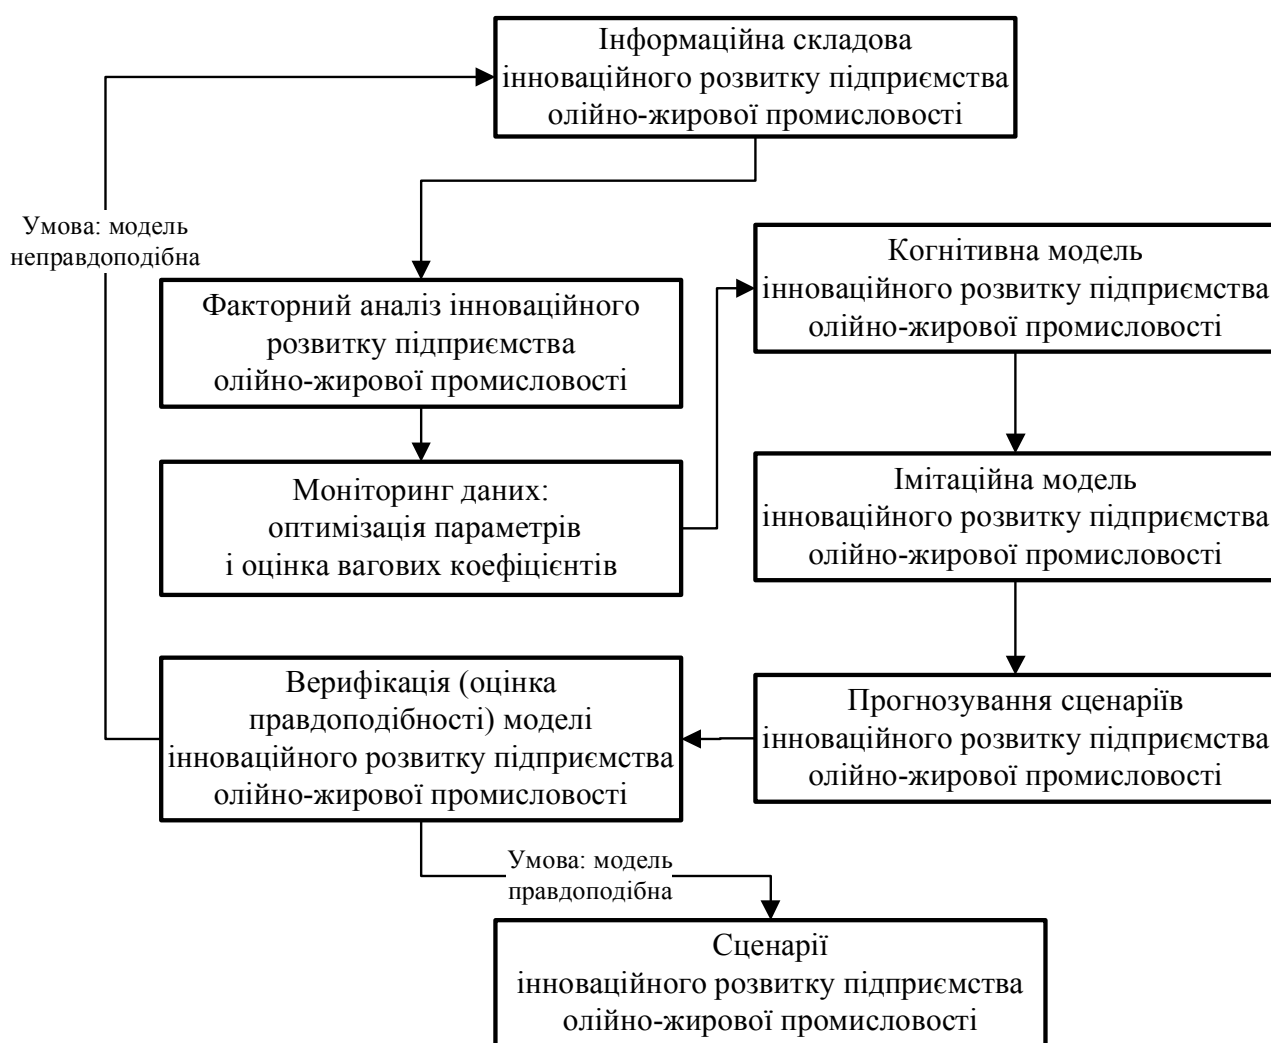 Інформаційна складова
інноваційного розвитку підприємства
олійно-жирової промисловості
Умова: модель
неправдоподібна
Когнітивна модель
інноваційного розвитку підприємства
олійно-жирової промисловості
Факторний аналіз інноваційного
розвитку підприємства
олійно-жирової промисловості
Моніторинг даних:
оптимізація параметрів
і оцінка вагових коефіцієнтів
Імітаційна модель
інноваційного розвитку підприємства
олійно-жирової промисловості
Верифікація (оцінка
правдоподібності) моделі
інноваційного розвитку підприємства
олійно-жирової промисловості
Прогнозування сценаріїв
інноваційного розвитку підприємства
олійно-жирової промисловості
Умова: модель
правдоподібна
Сценарії
інноваційного розвитку підприємства
олійно-жирової промисловості